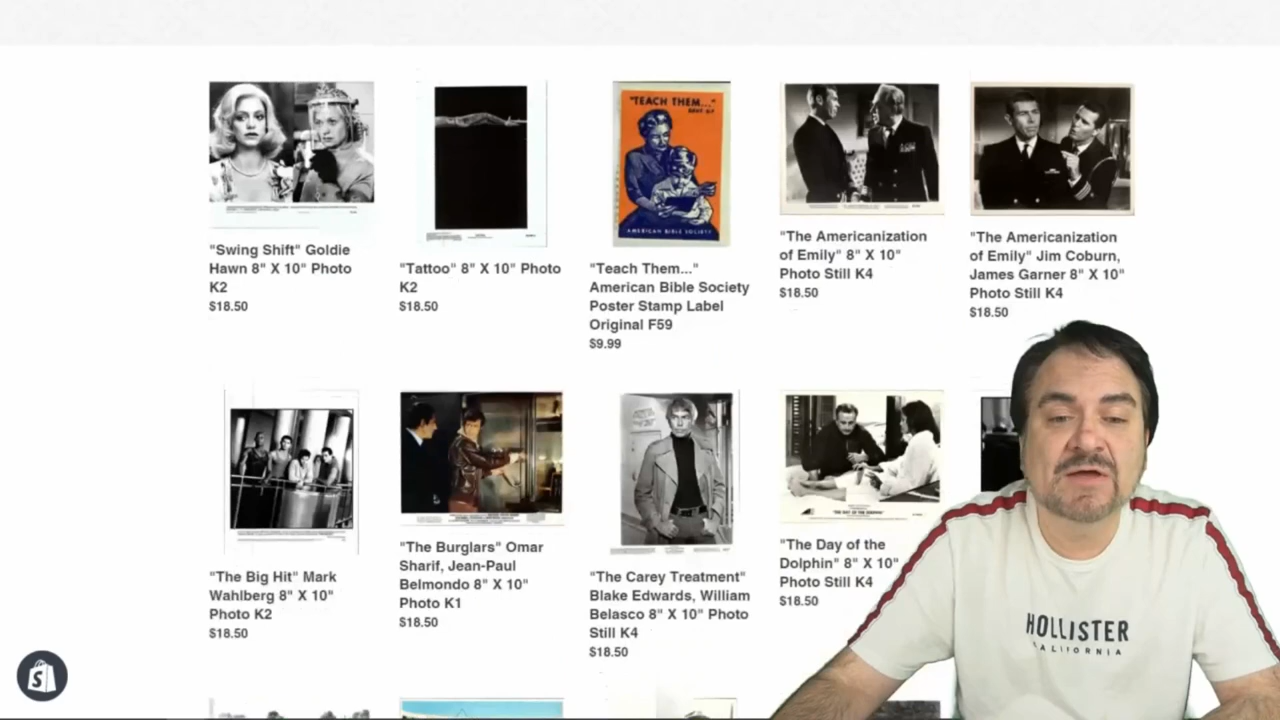 "Swing Shift" Goldie
Hawn 8" X 10" Photo
K2
$18.50
"Tattoo" 8" X 10" Photo
K2
$18.50
"TEACH THEM..."
AMERICAN BIBLE SOCIETY
"Teach Them..."
American Bible Society
Poster Stamp Label
Original F59
$9.99
"The Americanization
of Emily" 8" X 10"
Photo Still K4
$18.50
"The Americanization
of Emily" Jim Coburn,
James Garner 8" X 10"
Photo Still K4
$18.50
"The Big Hit" Mark
Wahlberg 8" X 10"
Photo K2
$18.50
"The Burglars" Omar
Sharif, Jean-Paul
Belmondo 8" X 10"
Photo K1
$18.50
"The Carey Treatment"
Blake Edwards, William
Belasco 8" X 10" Photo
Still K4
$18.50
"THE DAY OF THE DOLPHIN"
"The Day of the
Dolphin" 8" X 10"
Photo Still K4
$18.50
HOLLISTER
CALIFORNIA
S